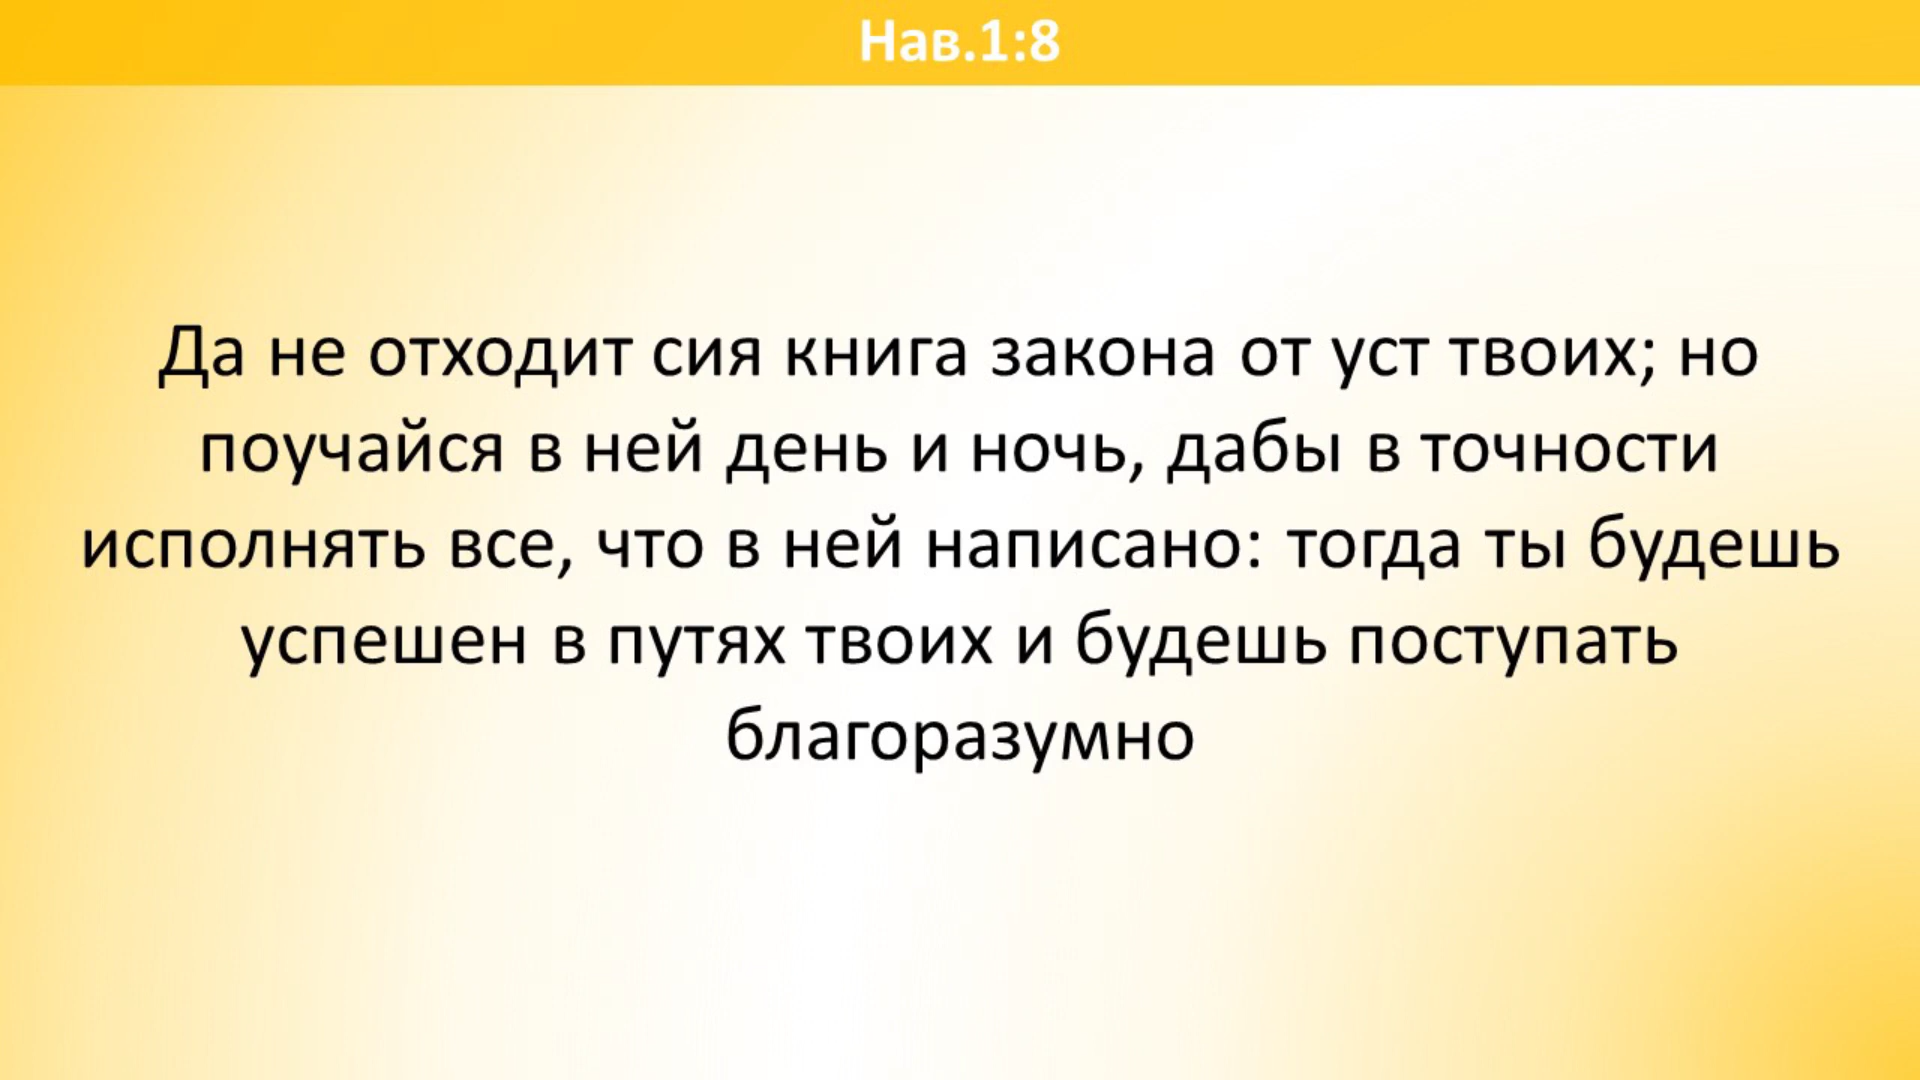 Нав.1:8
Да не отходит сия книга закона от уст твоих; но
поучайся в ней день и ночь, дабы в точности
исполнять все, что в ней написано: тогда ты будешь
успешен в путях твоих и будешь поступать
благоразумно